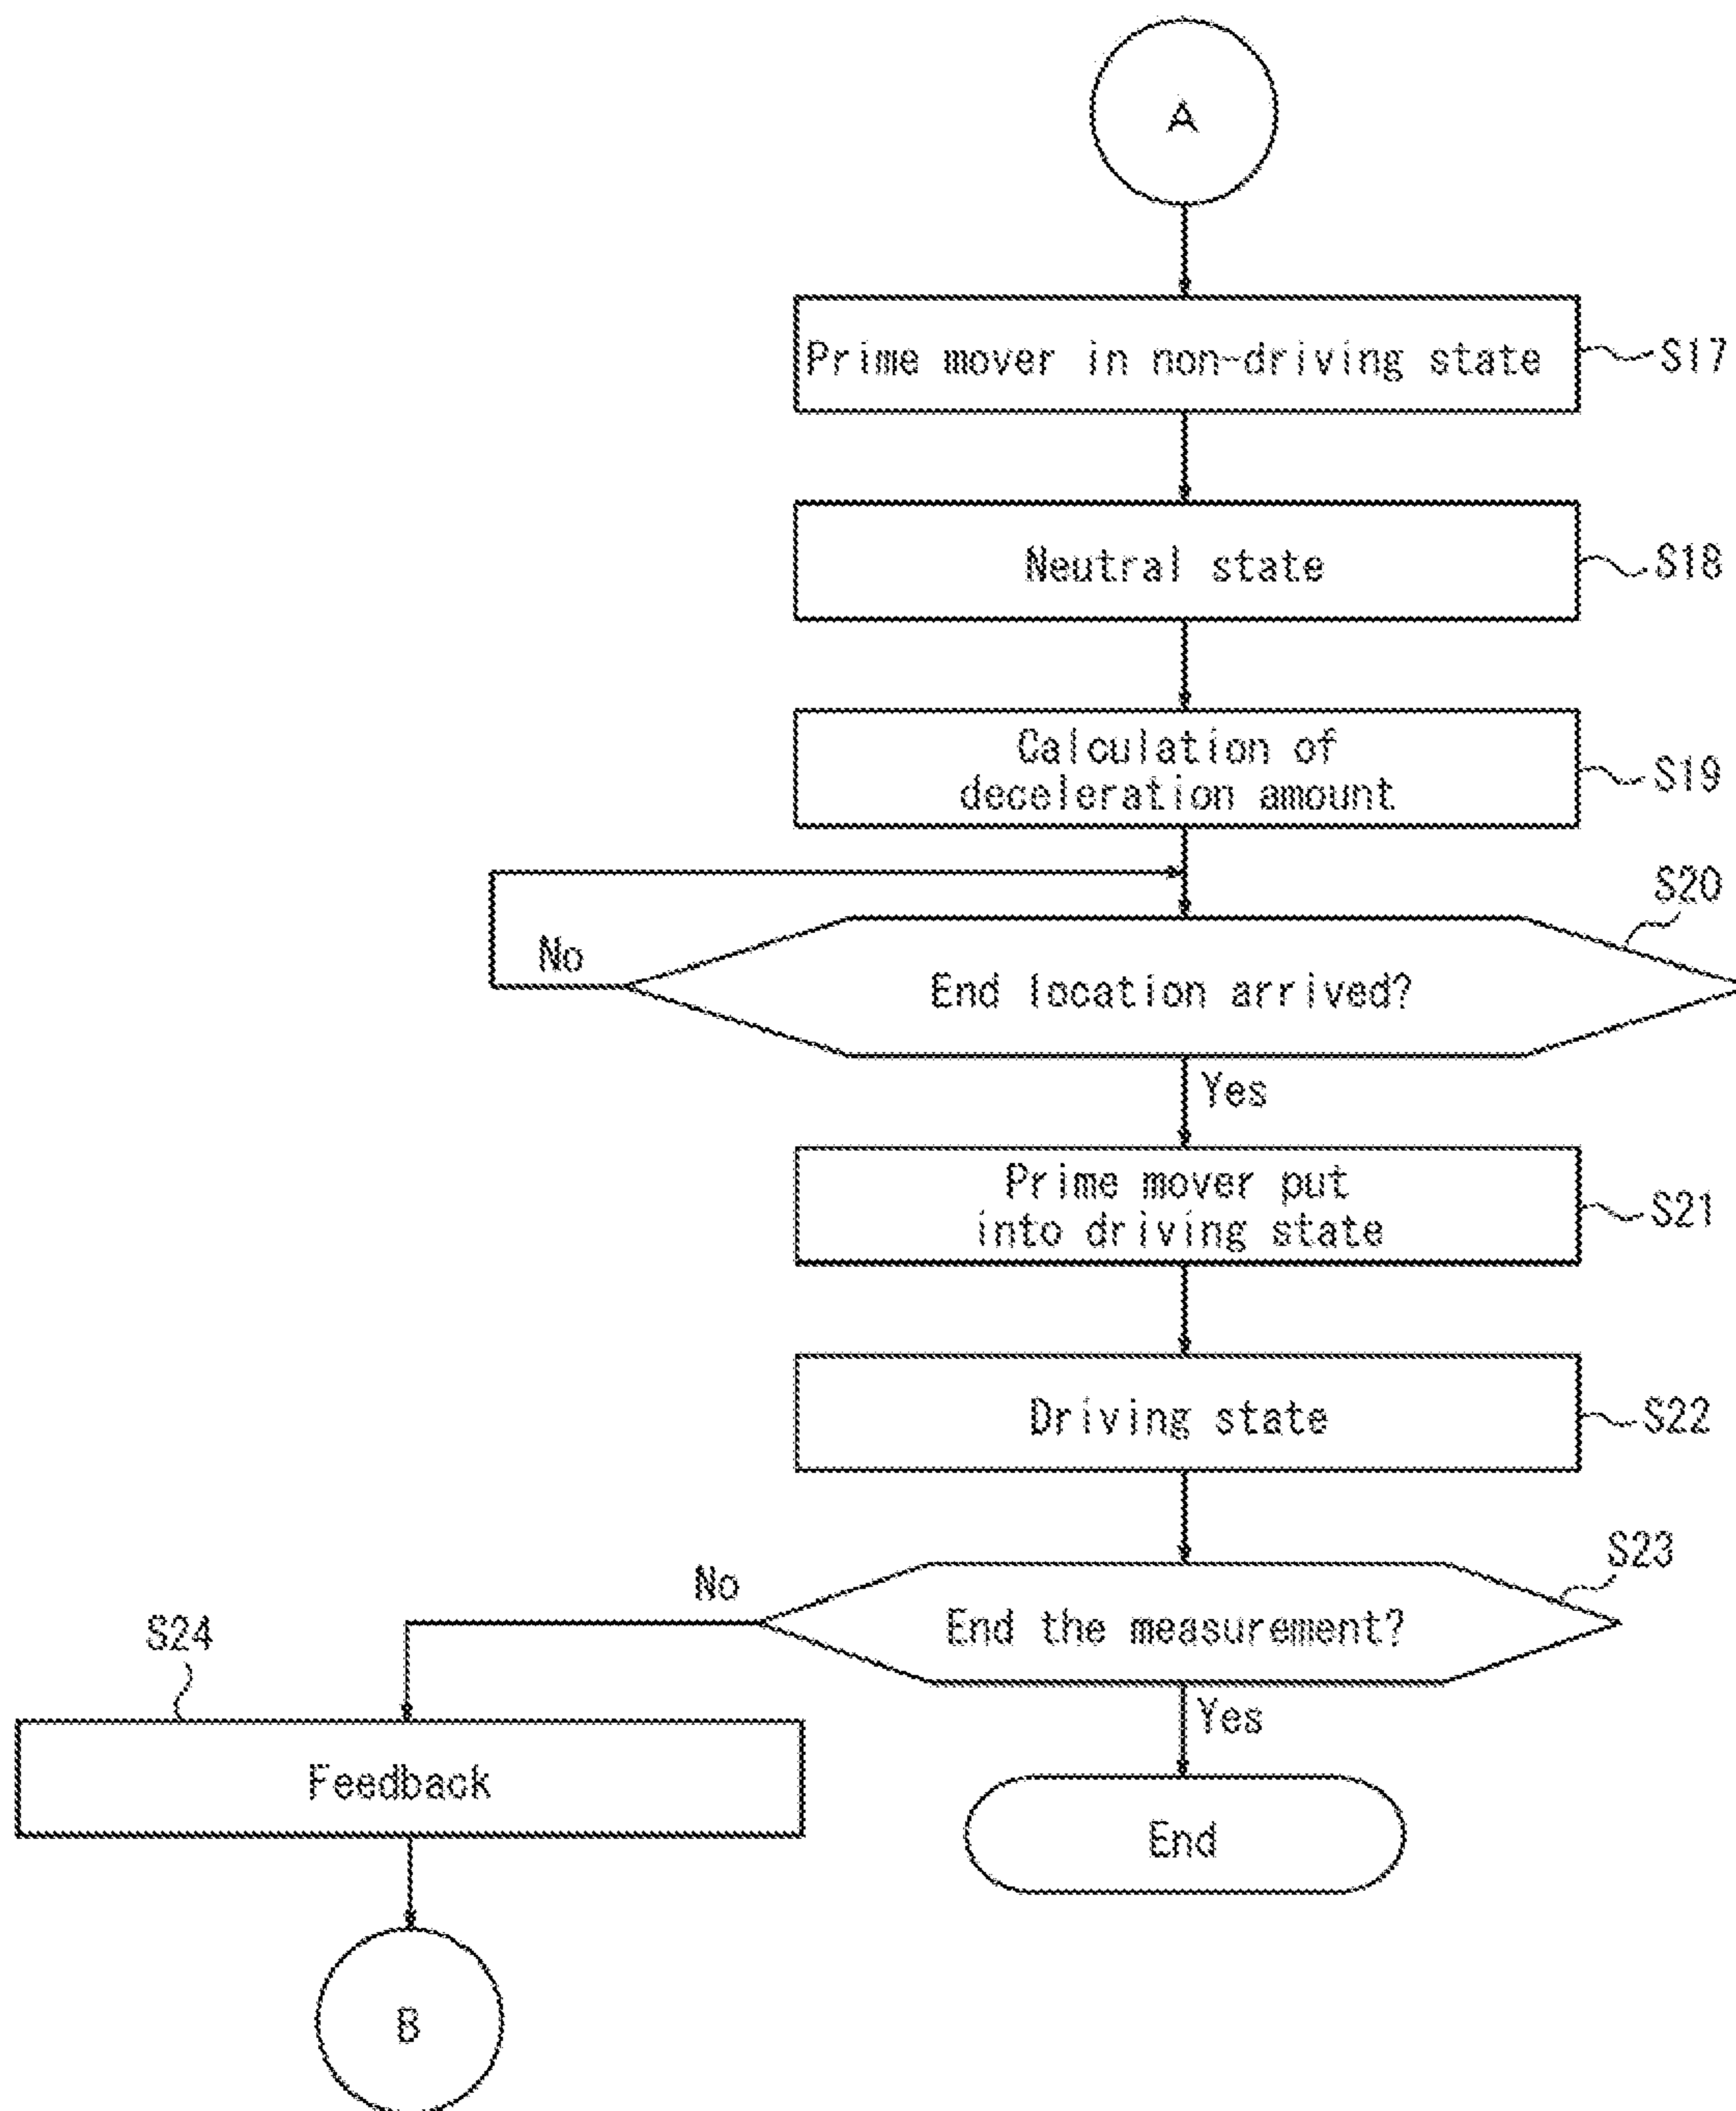 A
Prime mover in non-driving state
S17
Neutral state
S18
Calculation of
deceleration amount
S19
S20
No
End location arrived?
Yes
Prime mover put
into driving state
S21
Driving state
S22
S23
No
End the measurement?
S24
Yes
Feedback
End
B